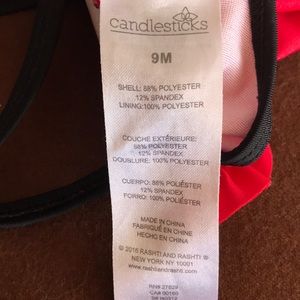 candlesticks
9M
SHELL: 88% POLYESTER
12% SPANDEX
LINING:100% POLYESTER
COUCHE EXTÉRIEURE:
88% POLYESTER
12% SPANDEX
DOUBLURE: 100% POLYESTER
CUERPO: 88% POLIÉSTER
12% SPANDEX
FORRO: 100% POLIÉSTER
MADE IN CHINA
FABRIQUÉ EN CHINE
HECHO EN CHINA
© 2016 RASHTI AND RASHTI ®
NEW YORK NY 10001
www.rashtiandrashti.com